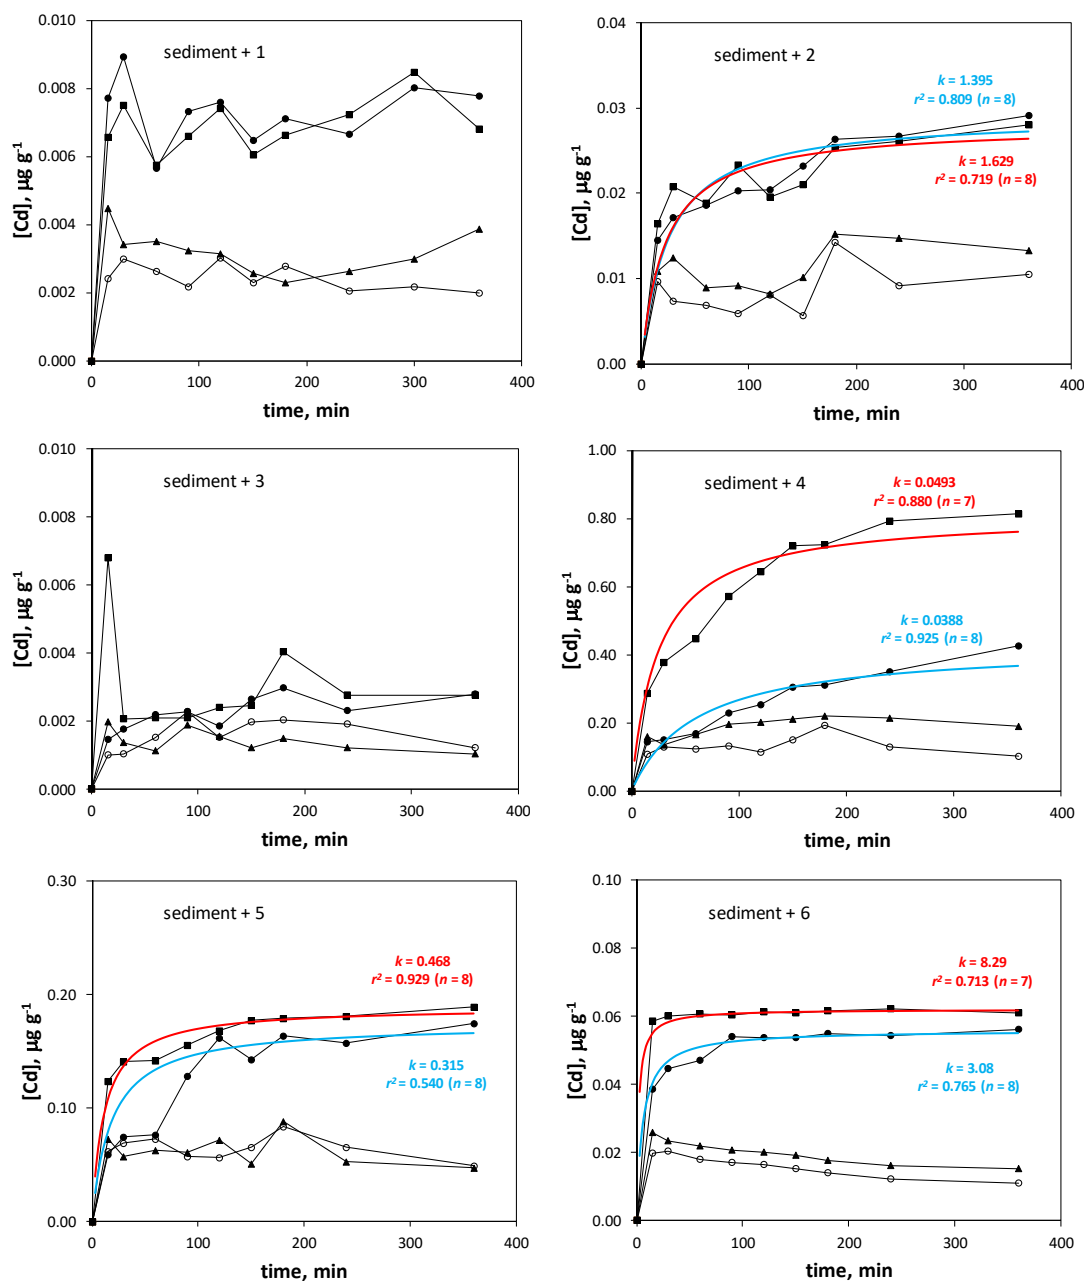 sediment + 1
[Cd], µg g-1
0.010
0.008
0.006
0.004
0.002
0.000
0
100
200
300
400
time, min
sediment + 2
k = 1.395
r2 = 0.809 (n = 8)
k = 1.629
r2 = 0.719 (n = 8)
[Cd], µg g-1
0.04
0.03
0.02
0.01
0.00
0
100
200
300
400
time, min
sediment + 3
[Cd], µg g-1
0.010
0.008
0.006
0.004
0.002
0.000
0
100
200
300
400
time, min
sediment + 4
k = 0.0493
r2 = 0.880 (n = 7)
k = 0.0388
r2 = 0.925 (n = 8)
[Cd], µg g-1
1.00
0.80
0.60
0.40
0.20
0.00
0
100
200
300
400
time, min
sediment + 5
k = 0.468
r2 = 0.929 (n = 8)
k = 0.315
r2 = 0.540 (n = 8)
[Cd], µg g-1
0.30
0.20
0.10
0.00
0
100
200
300
400
time, min
sediment + 6
k = 8.29
r2 = 0.713 (n = 7)
k = 3.08
r2 = 0.765 (n = 8)
[Cd], µg g-1
0.10
0.08
0.06
0.04
0.02
0.00
0
100
200
300
400
time, min